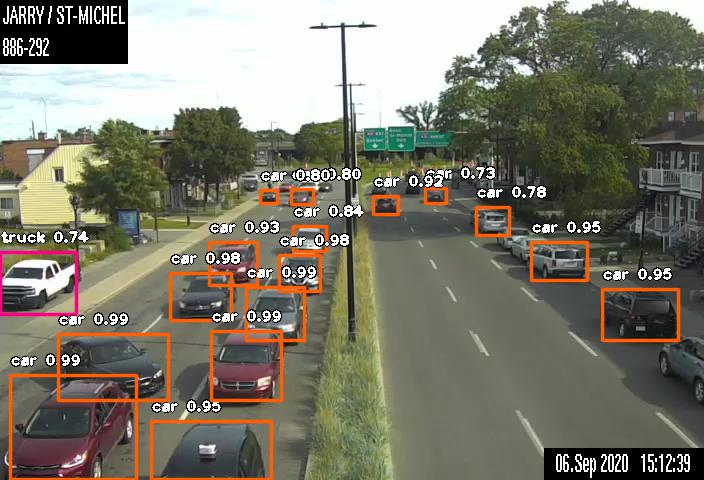 JARRY / ST-MICHEL
886-292
car 0.80
0.80
car 0.92
car 0.73
car 0.78
car 0.84
car 0.93
car 0.98
truck 0.74
car 0.95
car 0.98
car 0.99
car 0.95
car 0.99
car 0.99
car 0.99
car 0.95
06.Sep 2020 15:12:39